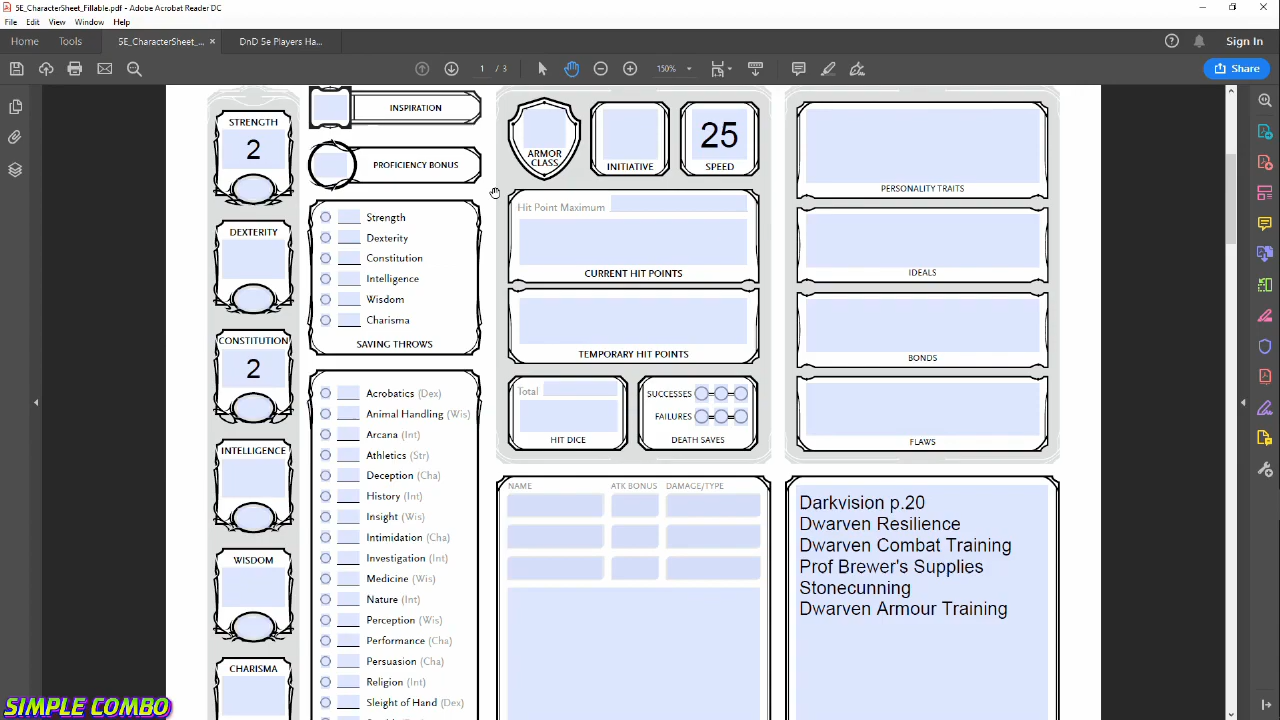 5E_CharacterSheet_Fillable.pdf - Adobe Acrobat Reader DC
File Edit View Window Help
Home Tools 5E_CharacterSheet_... × DnD 5e Players Ha...
Sign In
1 / 3
150%
Share
STRENGTH
2
DEXTERITY
CONSTITUTION
2
INTELLIGENCE
WISDOM
CHARISMA
INSPIRATION
PROFICIENCY BONUS
Strength
Dexterity
Constitution
Intelligence
Wisdom
Charisma
SAVING THROWS
Acrobatics (Dex)
Animal Handling (Wis)
Arcana (Int)
Athletics (Str)
Deception (Cha)
History (Int)
Insight (Wis)
Intimidation (Cha)
Investigation (Int)
Medicine (Wis)
Nature (Int)
Perception (Wis)
Performance (Cha)
Persuasion (Cha)
Religion (Int)
Sleight of Hand (Dex)
ARMOR
CLASS
INITIATIVE
25
SPEED
Hit Point Maximum
CURRENT HIT POINTS
TEMPORARY HIT POINTS
Total
HIT DICE
SUCCESSES
FAILURES
DEATH SAVES
NAME ATK BONUS DAMAGE/TYPE
PERSONALITY TRAITS
IDEALS
BONDS
FLAWS
Darkvision p.20
Dwarven Resilience
Dwarven Combat Training
Prof Brewer's Supplies
Stonecunning
Dwarven Armour Training
SIMPLE COMBO